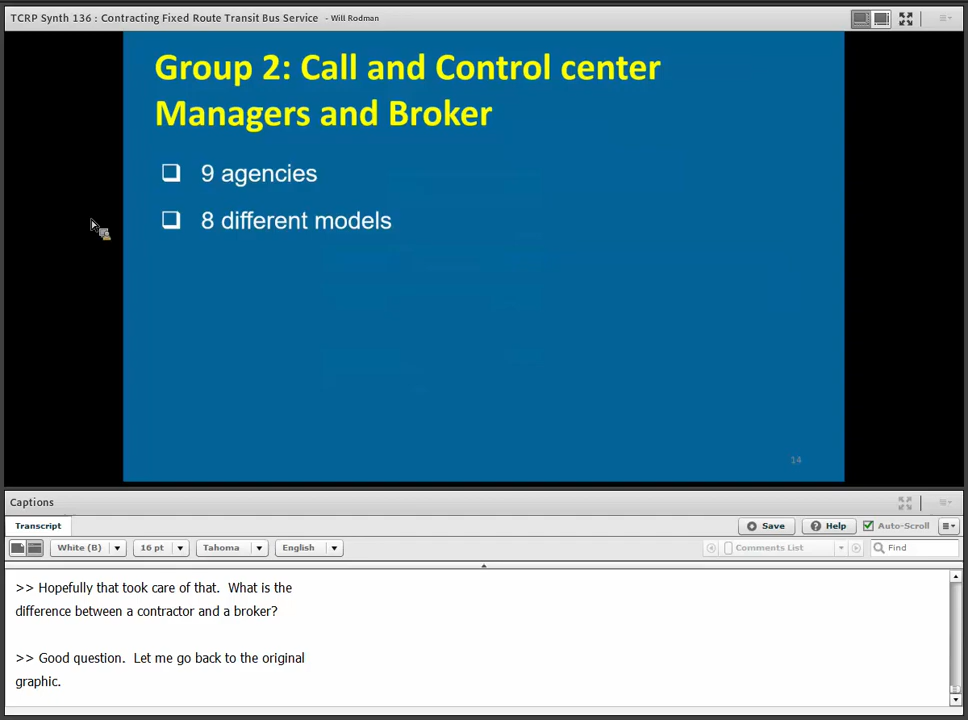 TCRP Synth 136 : Contracting Fixed Route Transit Bus Service - Will Rodman
Group 2: Call and Control center
Managers and Broker
9 agencies
8 different models
14
Captions
Transcript
Save Help Auto-Scroll
White (B) 16 pt Tahoma English Comments List Find
>> Hopefully that took care of that. What is the
difference between a contractor and a broker?
>> Good question. Let me go back to the original
graphic.